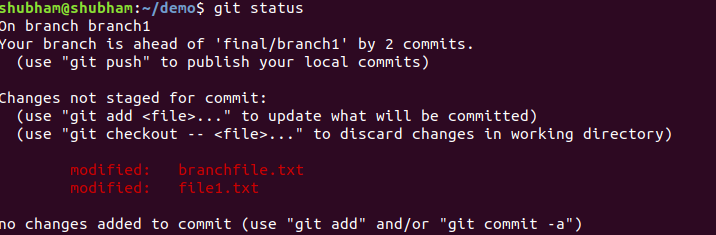 shubham@shubham:~/demo$ git status
On branch branch1
Your branch is ahead of 'final/branch1' by 2 commits.
  (use "git push" to publish your local commits)

Changes not staged for commit:
  (use "git add <file>..." to update what will be committed)
  (use "git checkout -- <file>..." to discard changes in working directory)

        modified:   branchfile.txt
        modified:   file1.txt

no changes added to commit (use "git add" and/or "git commit -a")